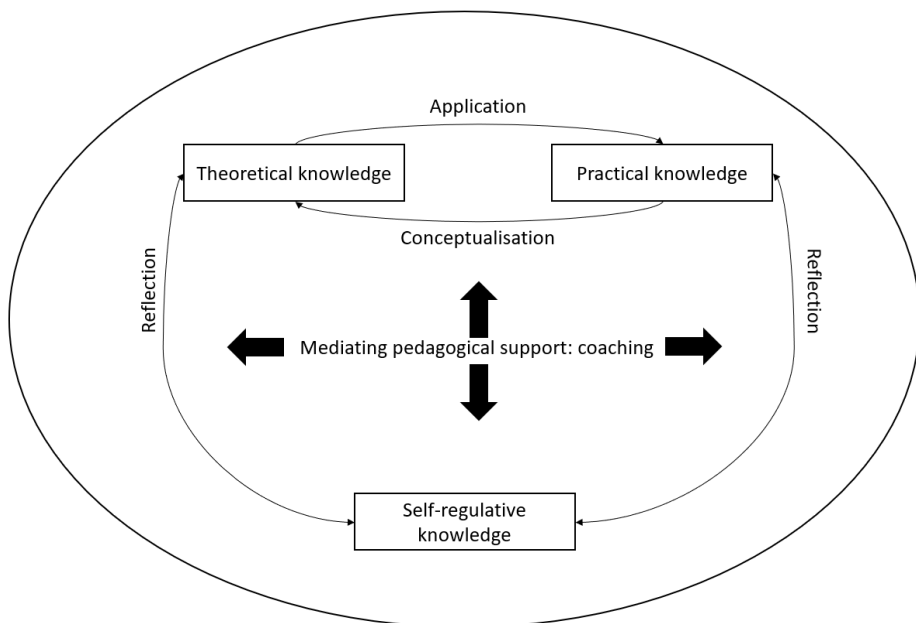 Application
Theoretical knowledge
Practical knowledge
Conceptualisation
Reflection
Reflection
Mediating pedagogical support: coaching
Self-regulative
knowledge